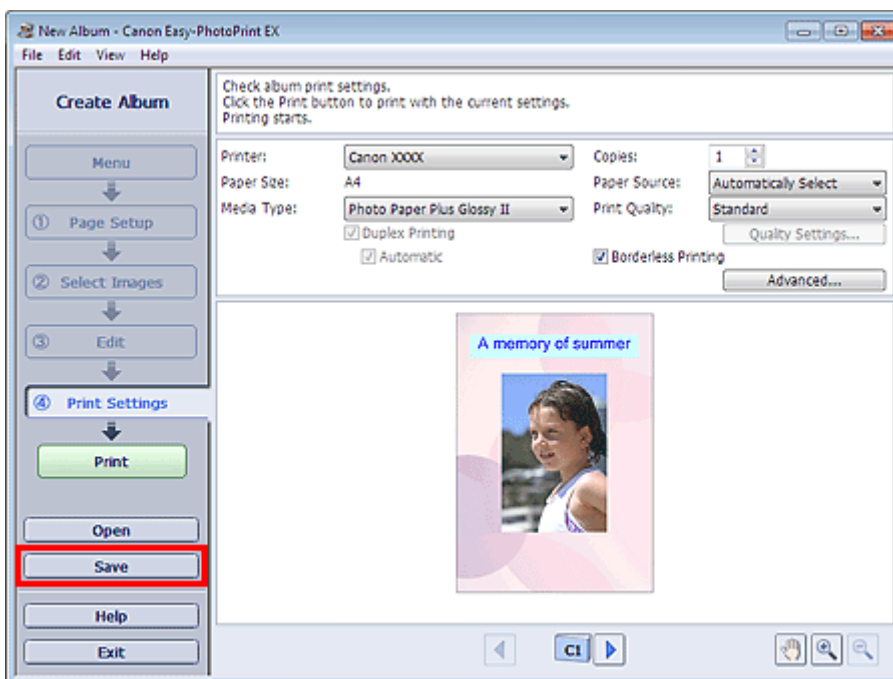 New Album - Canon Easy-PhotoPrint EX
File Edit View Help
Create Album
Menu
① Page Setup
② Select Images
③ Edit
④ Print Settings
Print
Open
Save
Help
Exit
Check album print settings.
Click the Print button to print with the current settings.
Printing starts.
Printer: Canon XXXX Copies: 1
Paper Size: A4 Paper Source: Automatically Select
Media Type: Photo Paper Plus Glossy II Print Quality: Standard
Duplex Printing Quality Settings...
Automatic Borderless Printing
Advanced...
A memory of summer
C1